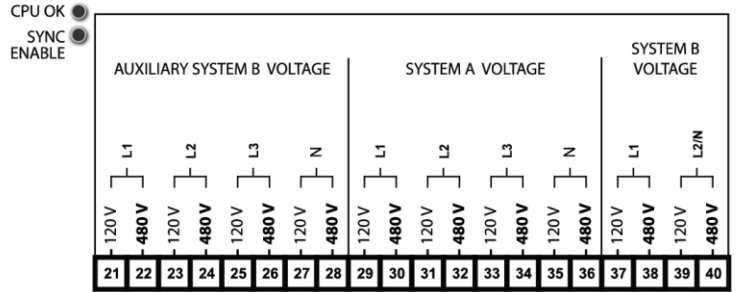 CPU OK
SYNC
ENABLE
AUXILIARY SYSTEM B VOLTAGE
SYSTEM A VOLTAGE
SYSTEM B
VOLTAGE
L1 L2 L3 N L1 L2 L3 N L1 L2/N
120 V 480 V 120 V 480 V 120 V 480 V 120 V 480 V 120 V 480 V 120 V 480 V 120 V 480 V 120 V 480 V 120 V 480 V 120 V 480 V
21 22 23 24 25 26 27 28 29 30 31 32 33 34 35 36 37 38 39 40